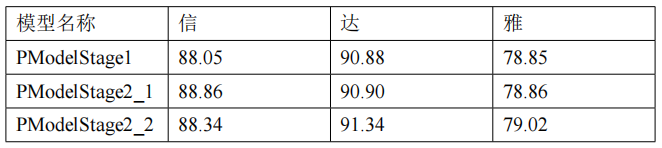 模型名称 信 达 雅
PModelStage1 88.05 90.88 78.85
PModelStage2_1 88.86 90.90 78.86
PModelStage2_2 88.34 91.34 79.02